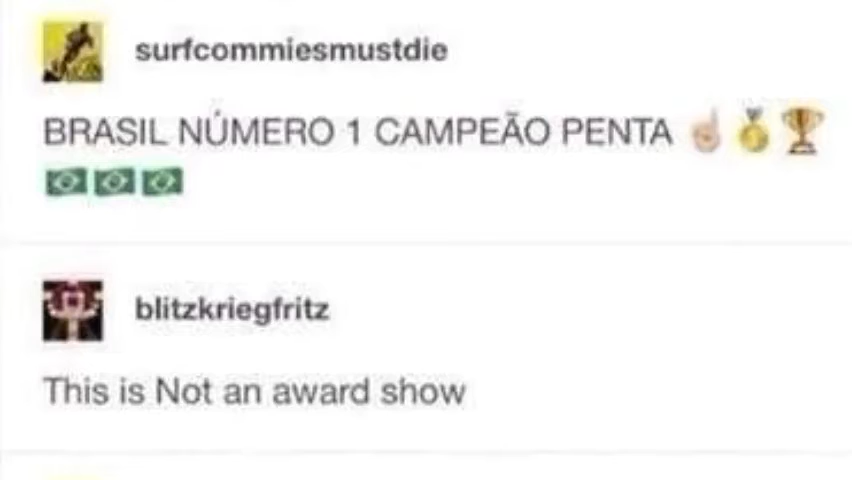 surfcommiesmustdie
BRASIL NÚMERO 1 CAMPEÃO PENTA ☝🏻🏅🏆
🇧🇷🇧🇷🇧🇷
blitzkriegfritz
This is Not an award show